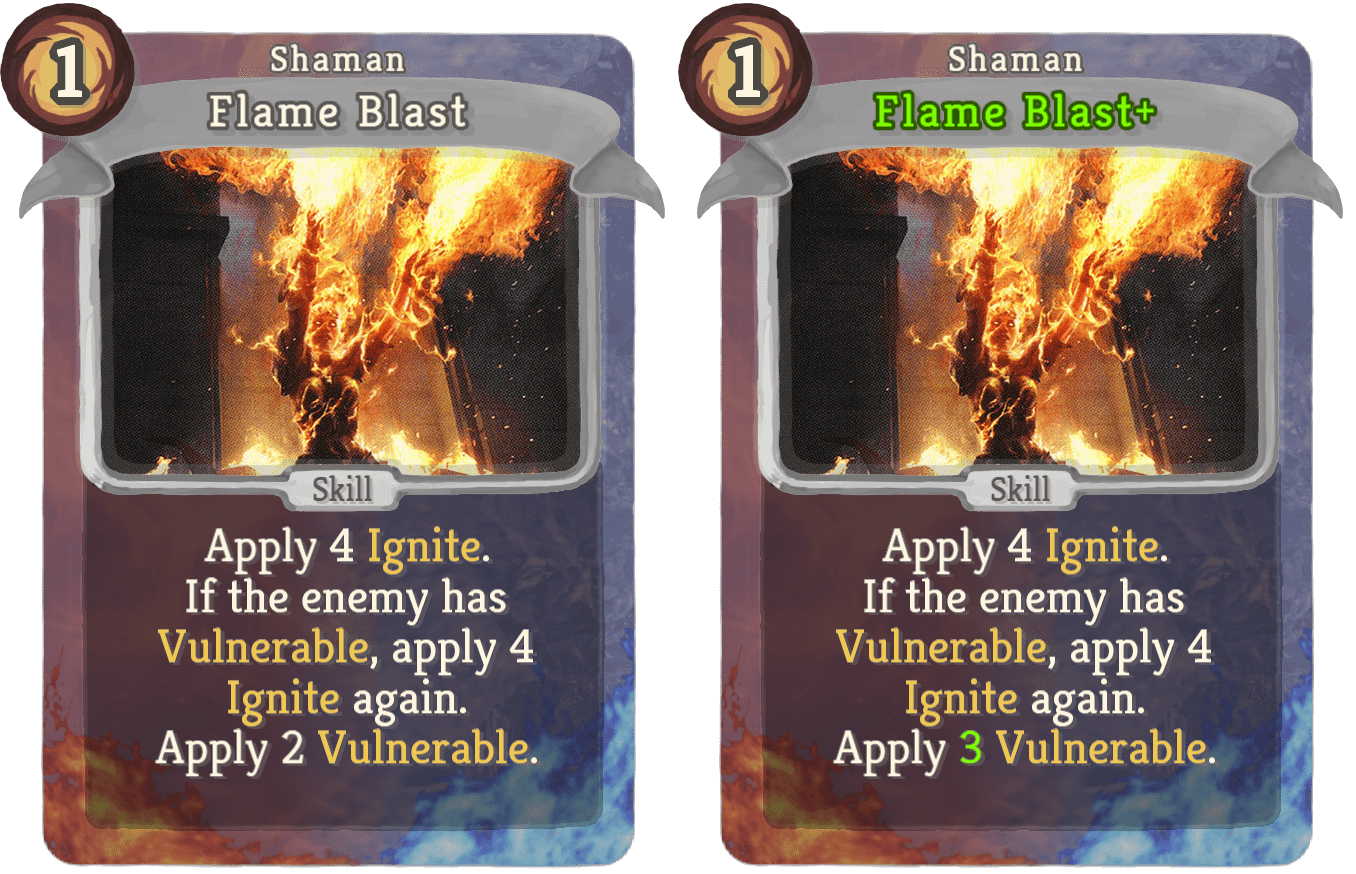 1
Shaman
Flame Blast
Skill
Apply 4 Ignite.
If the enemy has
Vulnerable, apply 4
Ignite again.
Apply 2 Vulnerable.
1
Shaman
Flame Blast+
Skill
Apply 4 Ignite.
If the enemy has
Vulnerable, apply 4
Ignite again.
Apply 3 Vulnerable.